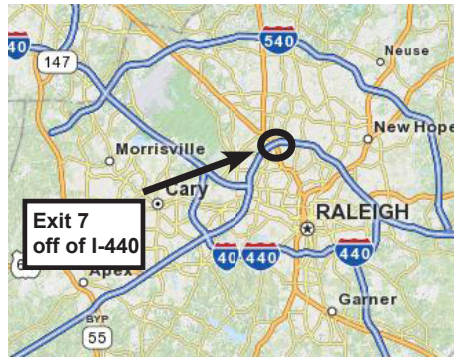 40
540
Neuse
147
New Hope
Morrisville
Cary
Exit 7
off of I-440
RALEIGH
40
440
440
Apex
Garner
BYP
55